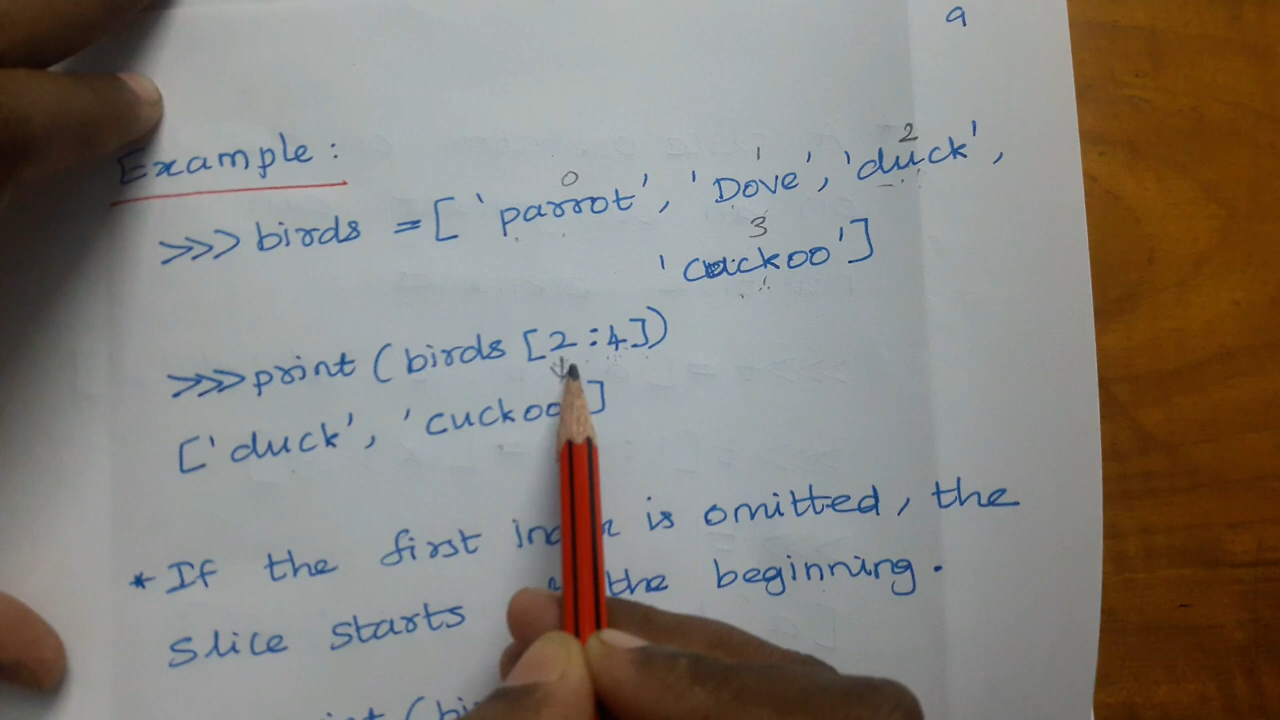 9
Example:
0 1 2
>>> birds = ['parrot', 'Dove', 'duck',
3
'cuckoo']
>>> print (birds [2:4])
['duck', 'cuckoo']
* If the first is omitted, the
slice starts the beginning.